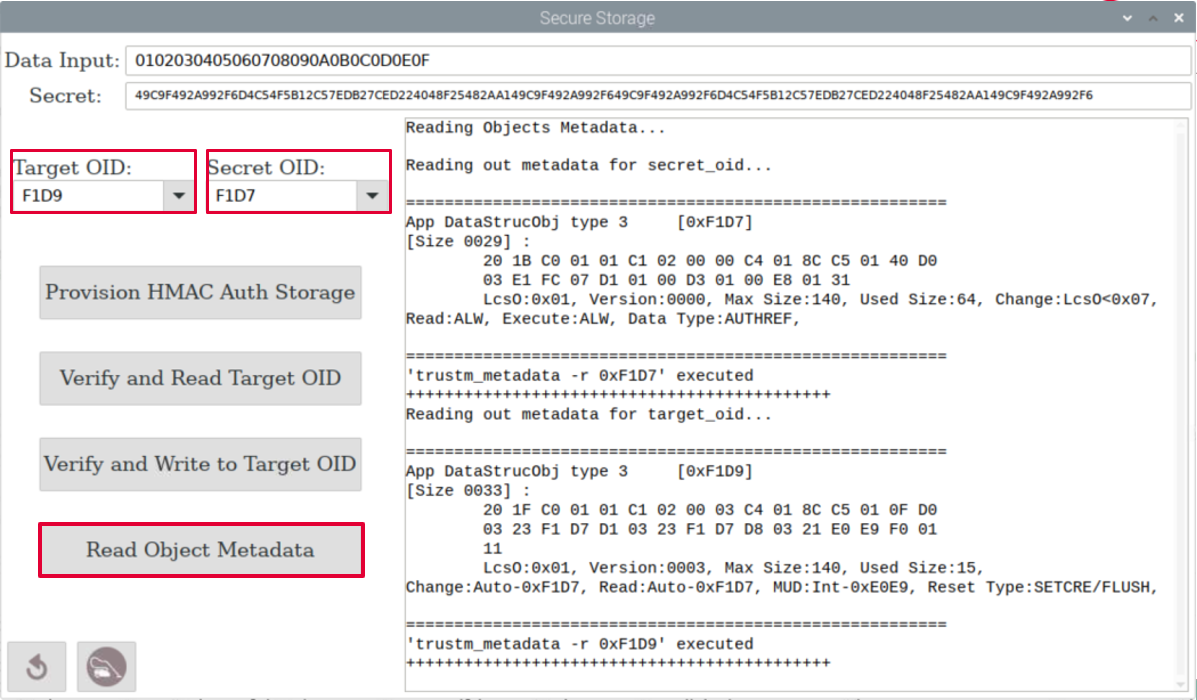 Secure Storage
Data Input: 0102030405060708090A0B0C0D0E0F
Secret: 49C9F492A992F6D4C54F5B12C57EDB27CED224048F25482AA149C9F492A992F649C9F492A992F6D4C54F5B12C57EDB27CED224048F25482AA149C9F492A992F6
Target OID:
F1D9
Secret OID:
F1D7
Provision HMAC Auth Storage
Verify and Read Target OID
Verify and Write to Target OID
Read Object Metadata
Reading Objects Metadata...
Reading out metadata for secret_oid...
========================================================
App DataStrucObj type 3     [0xF1D7]
[Size 0029] :
20 1B C0 01 01 C1 02 00 00 C4 01 8C C5 01 40 D0
03 E1 FC 07 D1 01 00 D3 01 00 E8 01 31
LcsO:0x01, Version:0000, Max Size:140, Used Size:64, Change:LcsO<0x07,
Read:ALW, Execute:ALW, Data Type:AUTHREF,
========================================================
'trustm_metadata -r 0xF1D7' executed
++++++++++++++++++++++++++++++++++++++++++++
Reading out metadata for target_oid...
========================================================
App DataStrucObj type 3     [0xF1D9]
[Size 0033] :
20 1F C0 01 01 C1 02 00 03 C4 01 8C C5 01 0F D0
03 23 F1 D7 D1 03 23 F1 D7 D8 03 21 E0 E9 F0 01
11
LcsO:0x01, Version:0003, Max Size:140, Used Size:15,
Change:Auto-0xF1D7, Read:Auto-0xF1D7, MUD:Int-0xE0E9, Reset Type:SETCRE/FLUSH,
========================================================
'trustm_metadata -r 0xF1D9' executed
++++++++++++++++++++++++++++++++++++++++++++